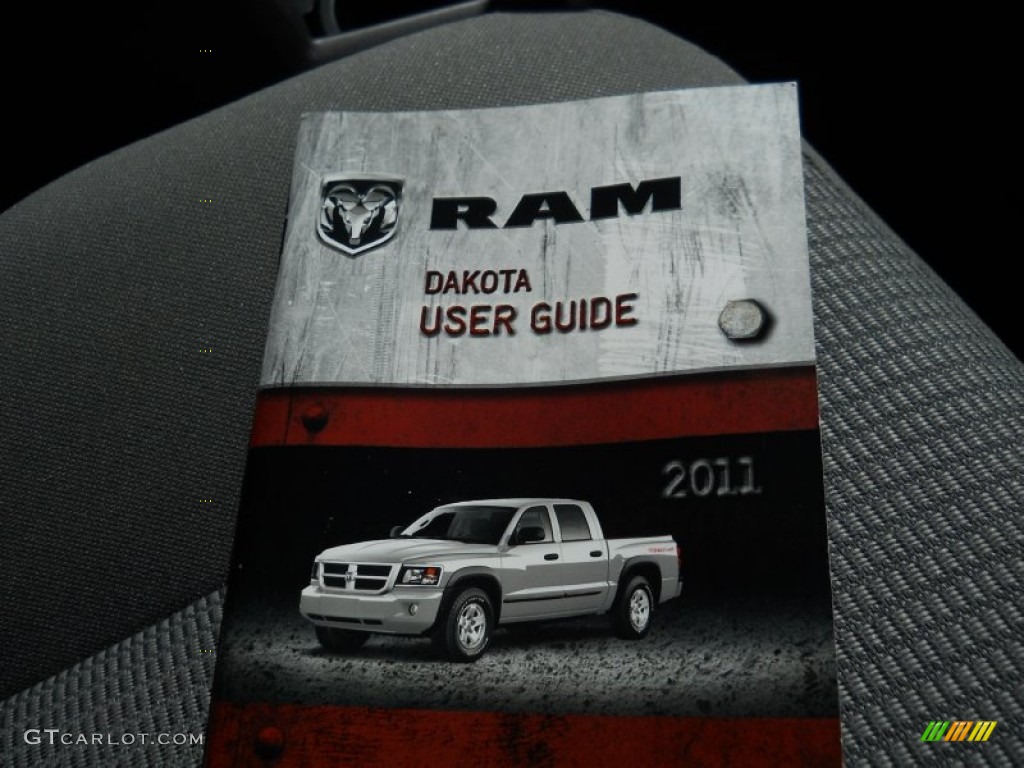 RAM
DAKOTA
USER GUIDE
2011
GTCARLOT.COM